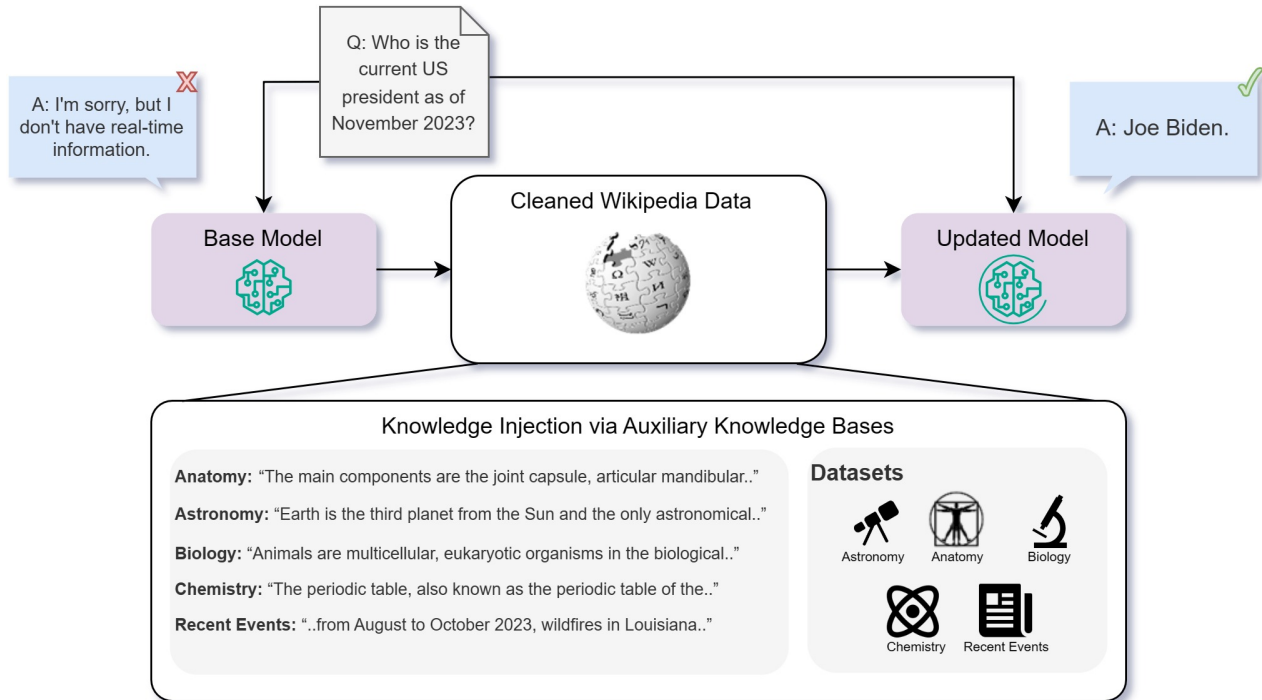 Q: Who is the
current US
president as of
November 2023?
A: I'm sorry, but I
don't have real-time
information.
A: Joe Biden.
Base Model
Cleaned Wikipedia Data
Updated Model
Knowledge Injection via Auxiliary Knowledge Bases
Anatomy: “The main components are the joint capsule, articular mandibular..”
Astronomy: “Earth is the third planet from the Sun and the only astronomical..”
Biology: “Animals are multicellular, eukaryotic organisms in the biological..”
Chemistry: “The periodic table, also known as the periodic table of the..”
Recent Events: “..from August to October 2023, wildfires in Louisiana..”
Datasets
Astronomy
Anatomy
Biology
Chemistry
Recent Events